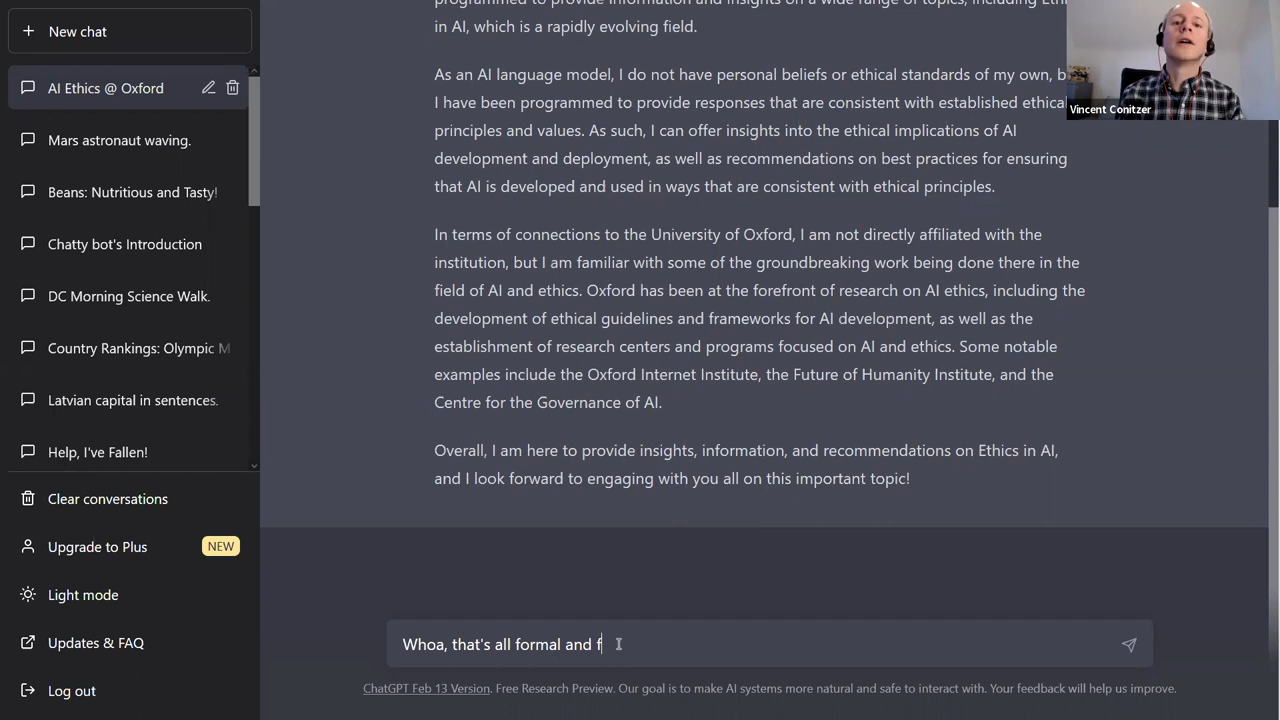 New chat
AI Ethics @ Oxford
Mars astronaut waving.
Beans: Nutritious and Tasty!
Chatty bot's Introduction
DC Morning Science Walk.
Country Rankings: Olympic M
Latvian capital in sentences.
Help, I've Fallen!
Clear conversations
Upgrade to Plus NEW
Light mode
Updates & FAQ
Log out
programmed to provide information and insights on a wide range of topics, including
in AI, which is a rapidly evolving field.
As an AI language model, I do not have personal beliefs or ethical standards of my own, b
I have been programmed to provide responses that are consistent with established ethica
principles and values. As such, I can offer insights into the ethical implications of AI
development and deployment, as well as recommendations on best practices for ensuring
that AI is developed and used in ways that are consistent with ethical principles.
In terms of connections to the University of Oxford, I am not directly affiliated with the
institution, but I am familiar with some of the groundbreaking work being done there in the
field of AI and ethics. Oxford has been at the forefront of research on AI ethics, including the
development of ethical guidelines and frameworks for AI development, as well as the
establishment of research centers and programs focused on AI and ethics. Some notable
examples include the Oxford Internet Institute, the Future of Humanity Institute, and the
Centre for the Governance of AI.
Overall, I am here to provide insights, information, and recommendations on Ethics in AI,
and I look forward to engaging with you all on this important topic!
Whoa, that's all formal and f
ChatGPT Feb 13 Version. Free Research Preview. Our goal is to make AI systems more natural and safe to interact with. Your feedback will help us improve.
Vincent Conitzer